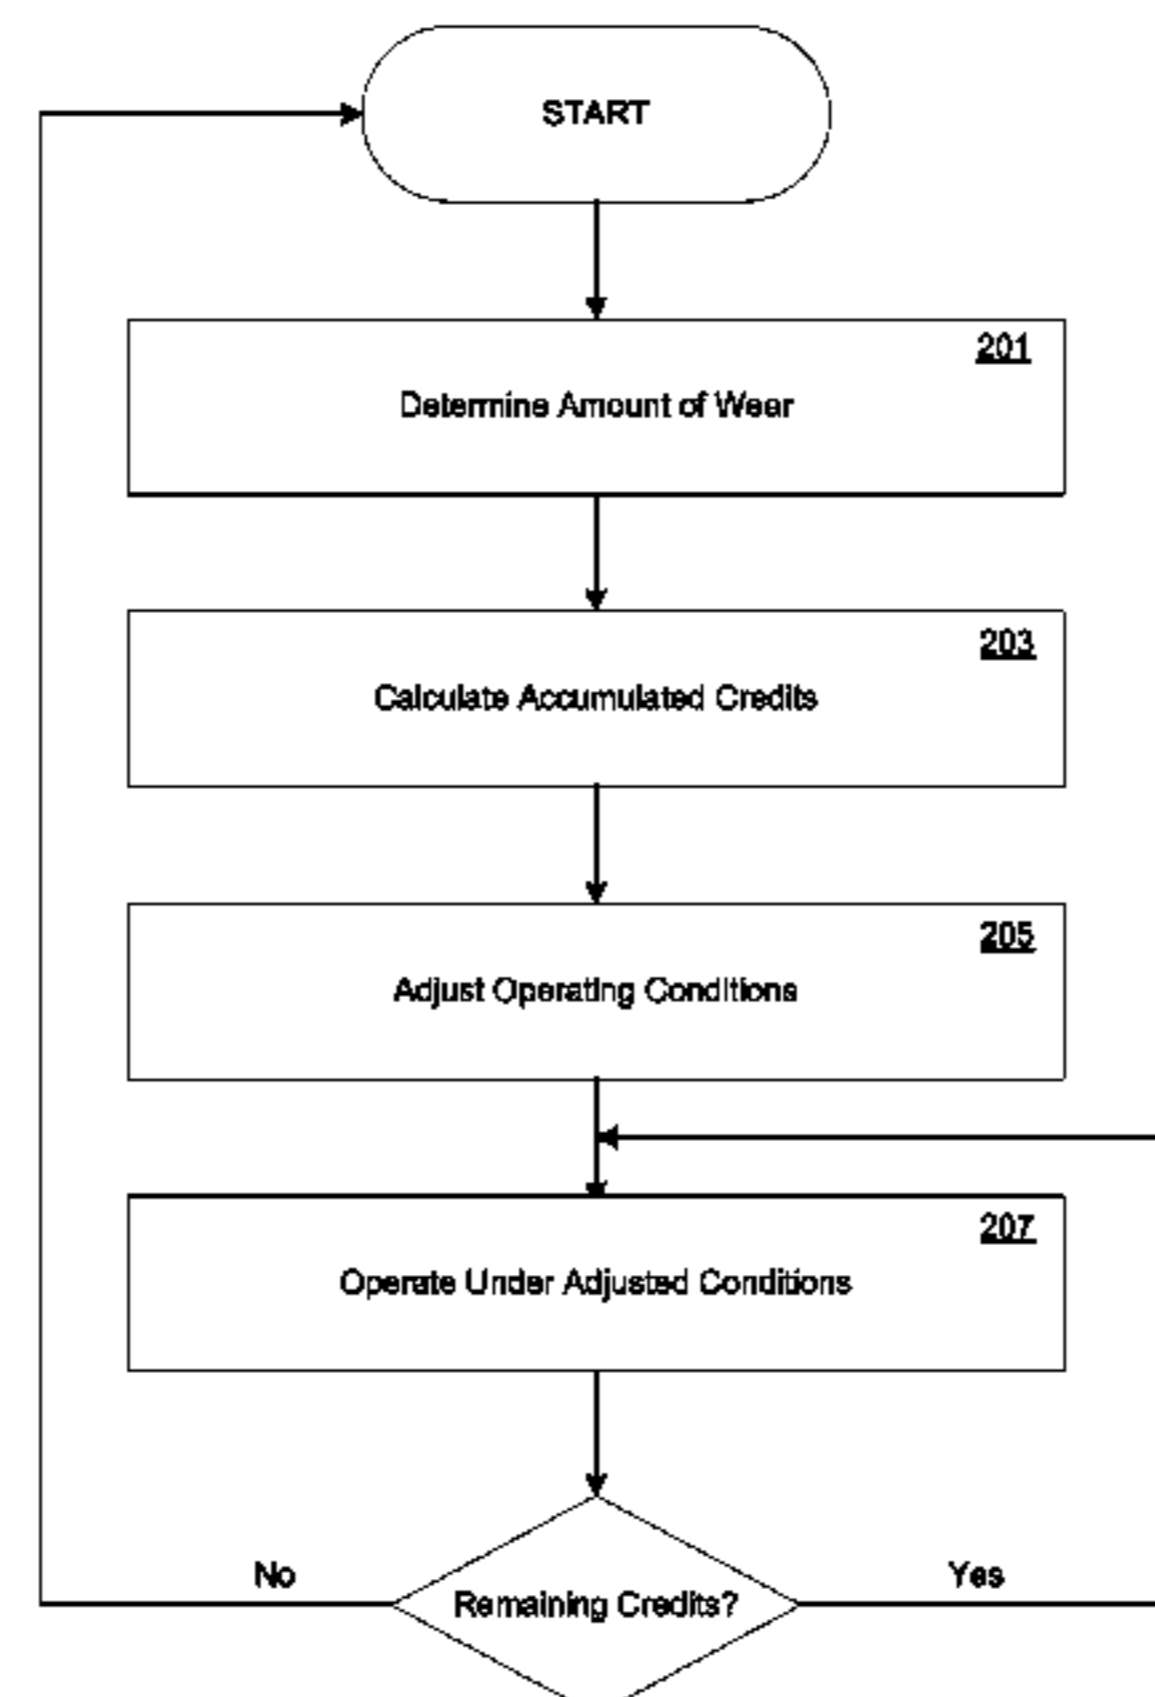 START
201
Determine Amount of Wear
203
Calculate Accumulated Credits
205
Adjust Operating Conditions
207
Operate Under Adjusted Conditions
No
Yes
Remaining Credits?